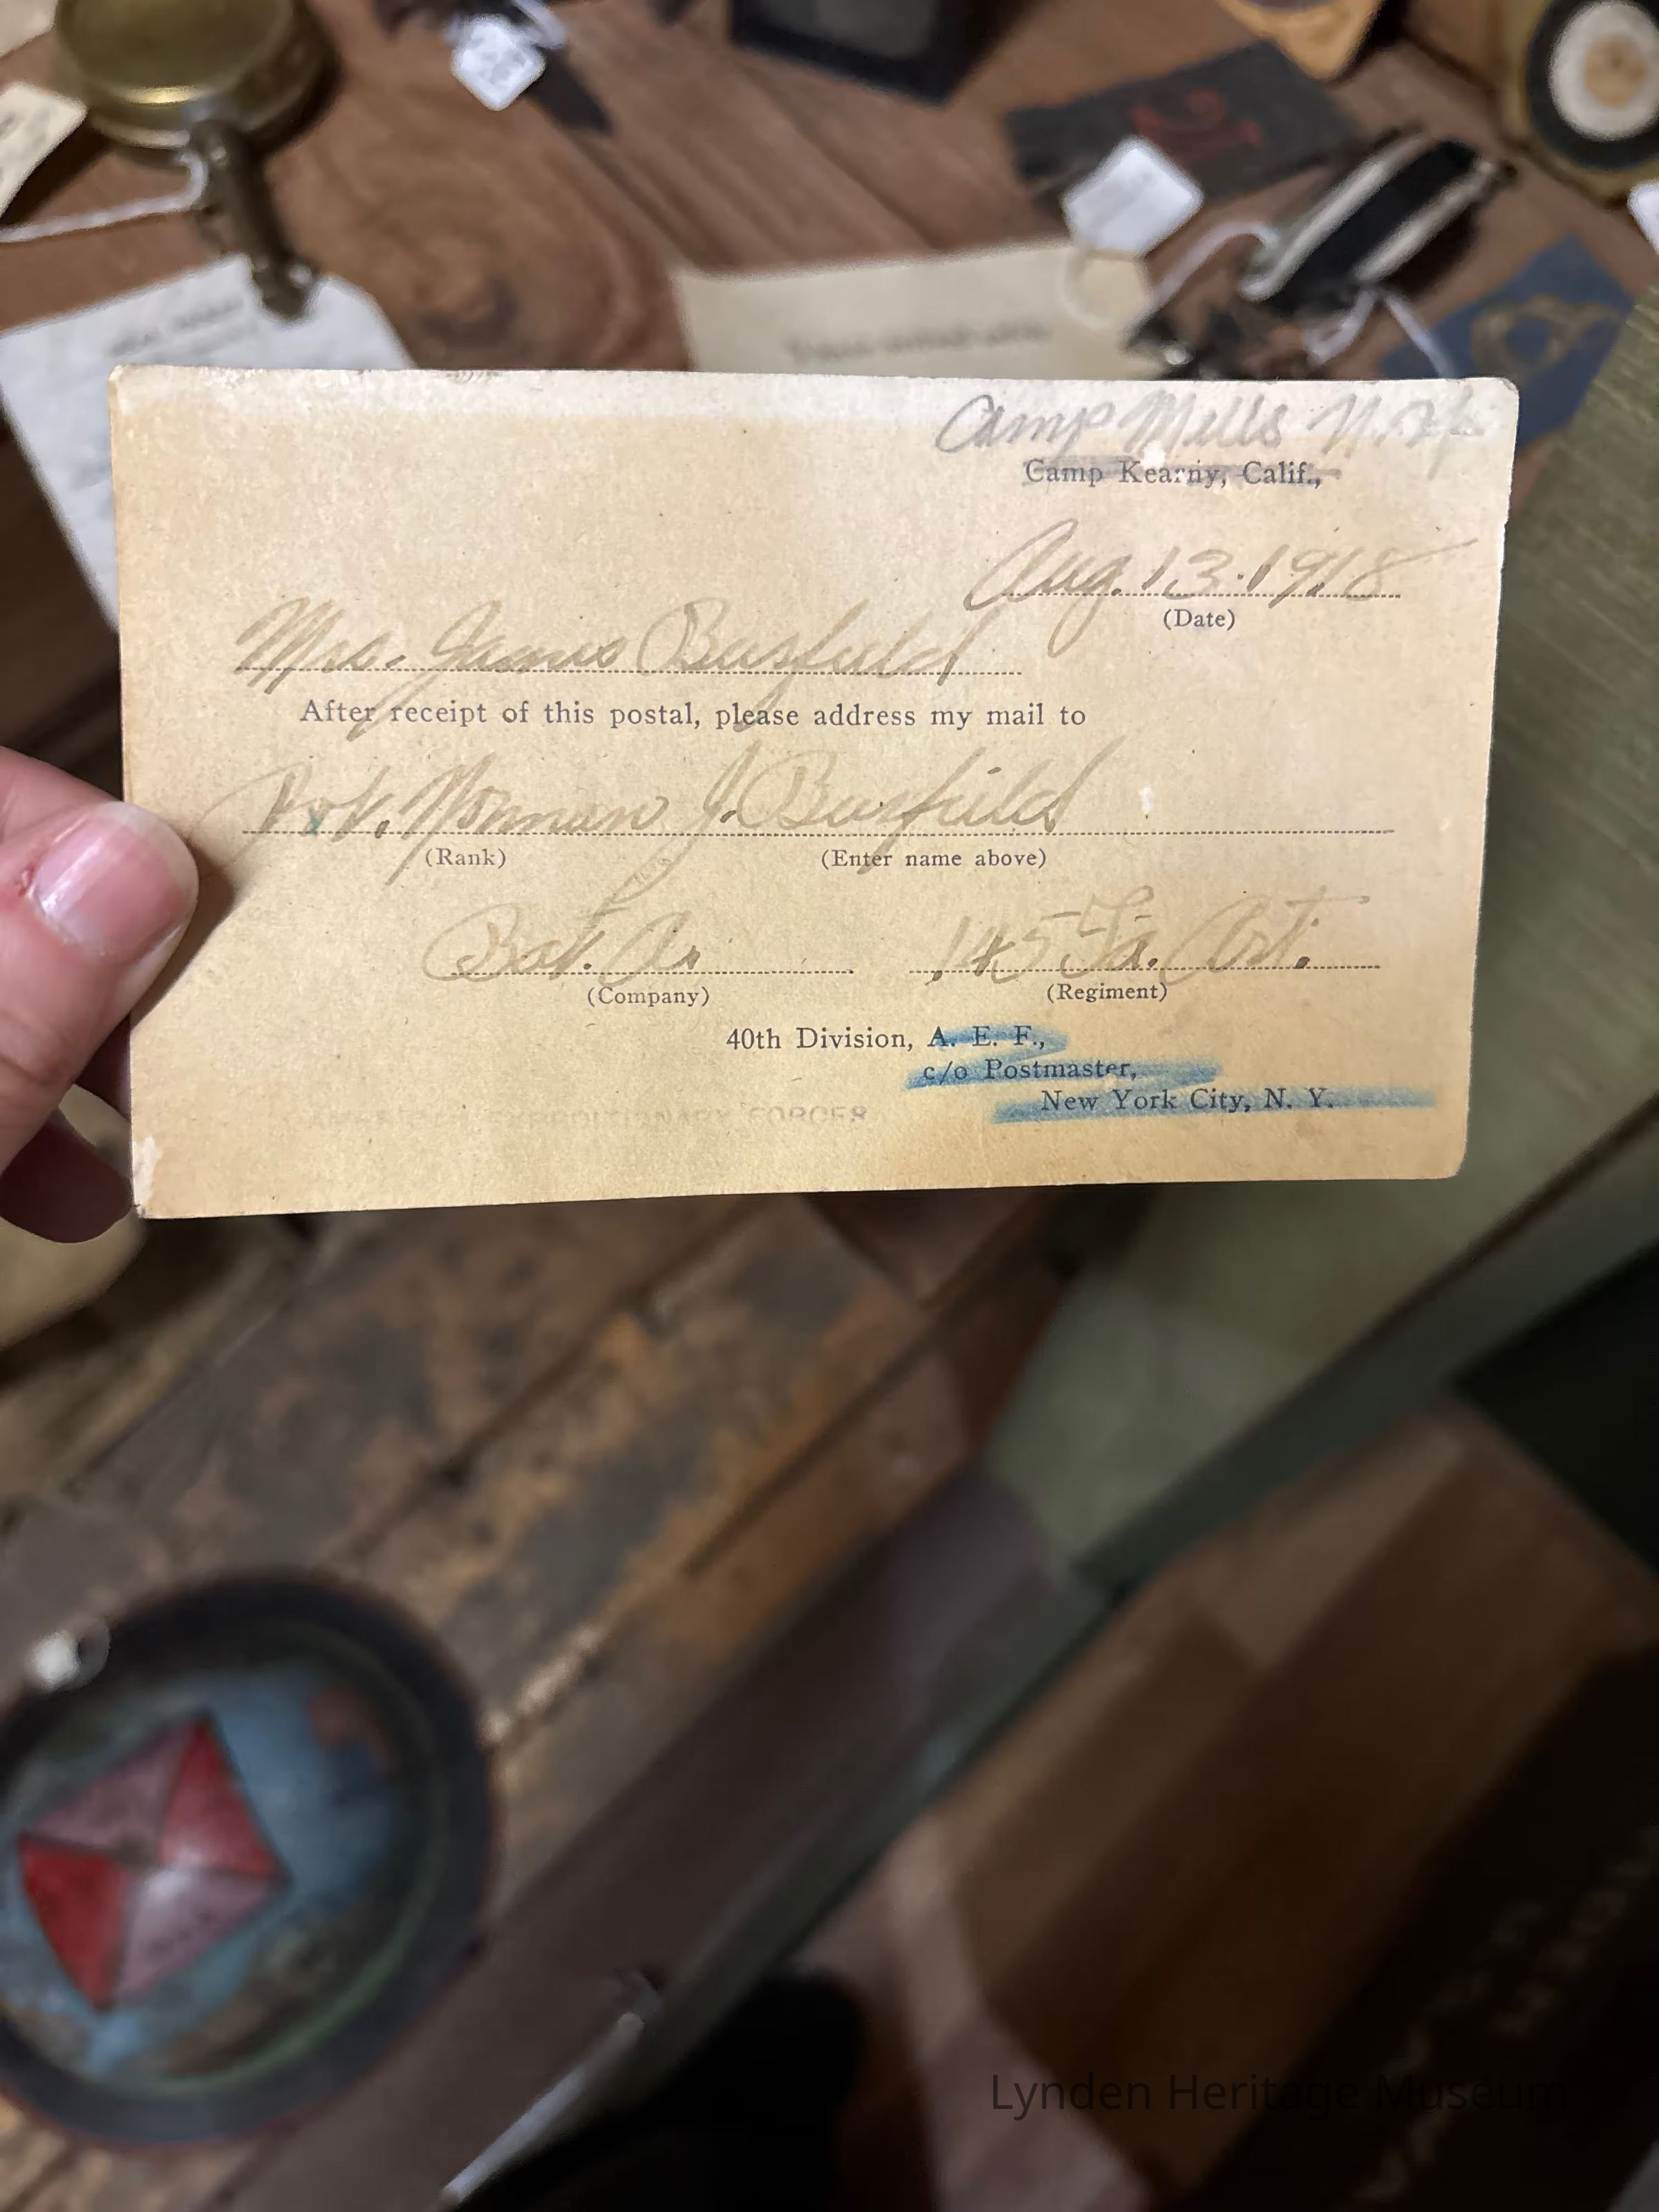 Camp Mills N.Y.
Camp Kearny, Calif.,
Aug. 13. 1918
(Date)
Mrs. James Busfield
After receipt of this postal, please address my mail to
Pvt. Norman J. Busfield
(Rank) (Enter name above)
Bat. A. 145 Fa. Art.
(Company) (Regiment)
40th Division, A. E. F.,
c/o Postmaster,
New York City, N. Y.
EXPEDITIONARY FORCES
Lynden Heritage Museum